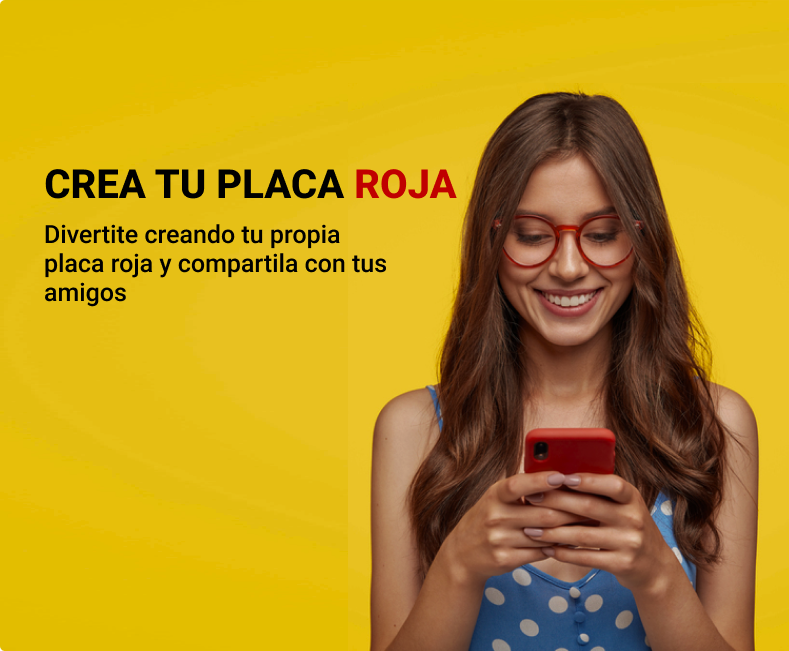 CREA TU PLACA ROJA
Divertite creando tu propia
placa roja y compartila con tus
amigos